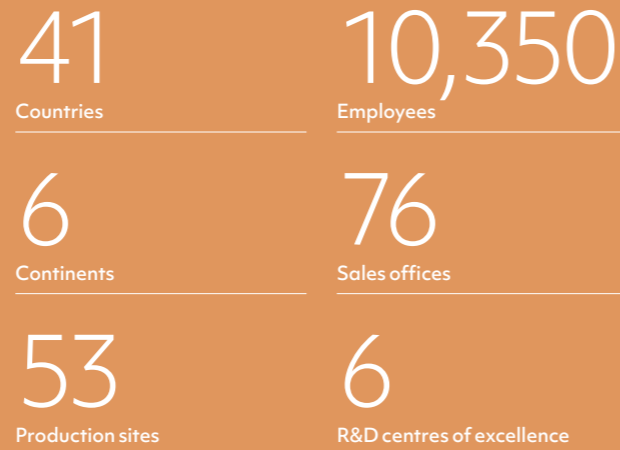 41
Countries
10,350
Employees
6
Continents
76
Sales offices
53
Production sites
6
R&D centres of excellence